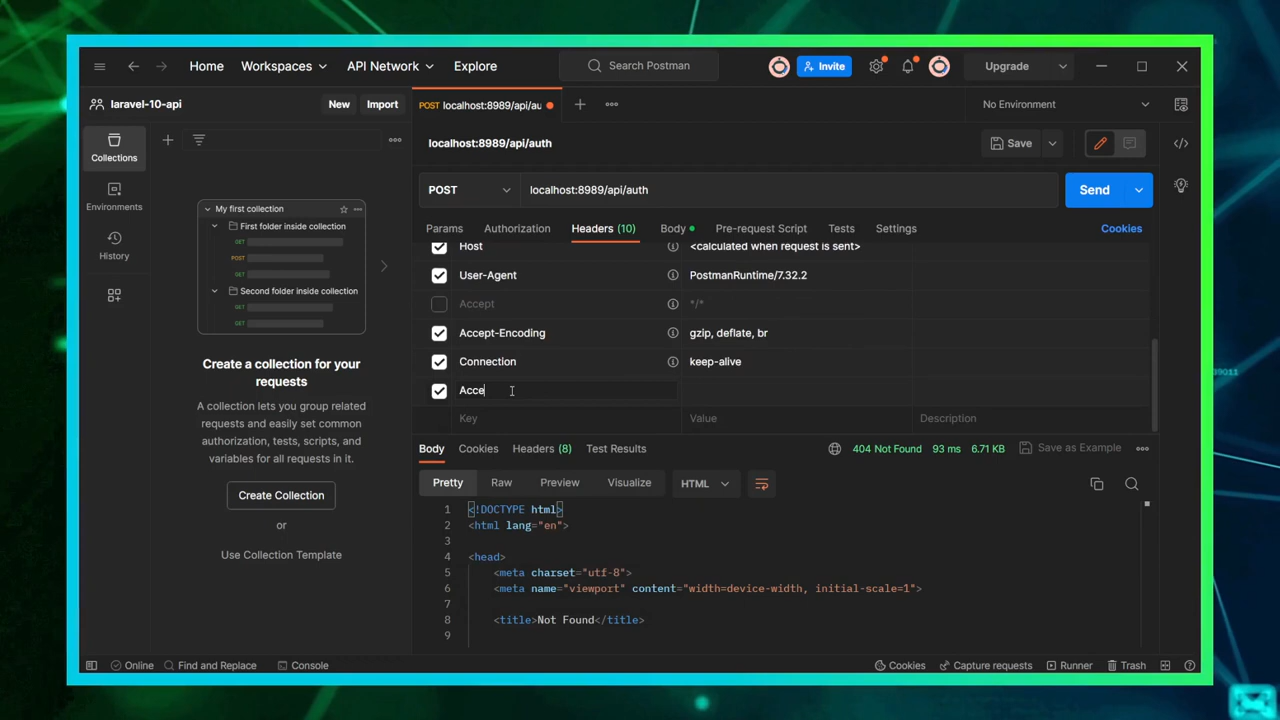 Home Workspaces API Network Explore Search Postman Invite Upgrade
laravel-10-api New Import POST localhost:8989/api/au No Environment
Collections
Environments
History
My first collection
First folder inside collection
GET
POST
GET
Second folder inside collection
GET
GET
Create a collection for your
requests
A collection lets you group related
requests and easily set common
authorization, tests, scripts, and
variables for all requests in it.
Create Collection
or
Use Collection Template
localhost:8989/api/auth Save
POST localhost:8989/api/auth Send
Params Authorization Headers (10) Body Pre-request Script Tests Settings Cookies
Host <calculated when request is sent>
User-Agent PostmanRuntime/7.32.2
Accept */*
Accept-Encoding gzip, deflate, br
Connection keep-alive
Acce
Key Value Description
Body Cookies Headers (8) Test Results 404 Not Found 93 ms 6.71 KB Save as Example
Pretty Raw Preview Visualize HTML
1 <!DOCTYPE html>
2 <html lang="en">
3
4 <head>
5 <meta charset="utf-8">
6 <meta name="viewport" content="width=device-width, initial-scale=1">
7
8 <title>Not Found</title>
9
Online Find and Replace Console Cookies Capture requests Runner Trash